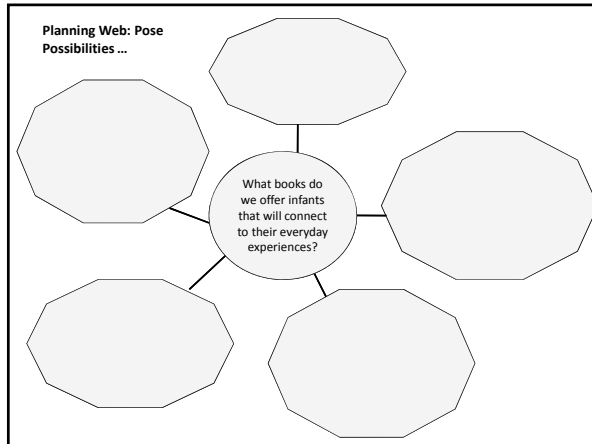 Planning Web: Pose
Possibilities ...
What books do
we offer infants
that will connect
to their everyday
experiences?